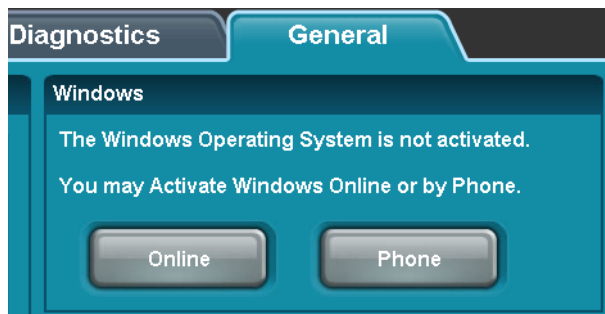 Diagnostics
General
Windows
The Windows Operating System is not activated.
You may Activate Windows Online or by Phone.
Online
Phone